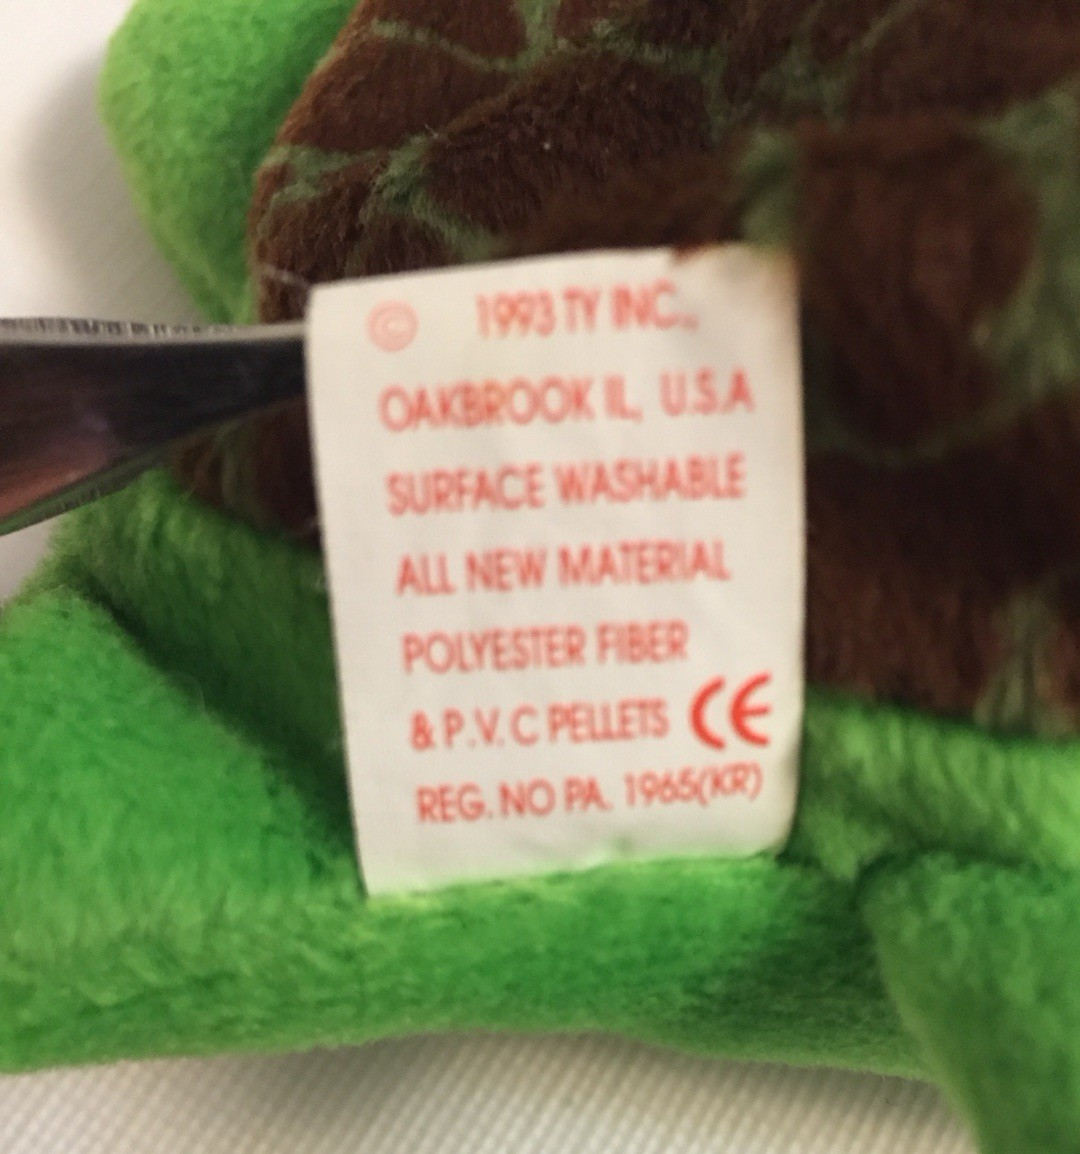 © 1993 TY INC.,
OAKBROOK IL, U.S.A
SURFACE WASHABLE
ALL NEW MATERIAL
POLYESTER FIBER
& P.V.C PELLETS CE
REG. NO PA. 1965(KR)